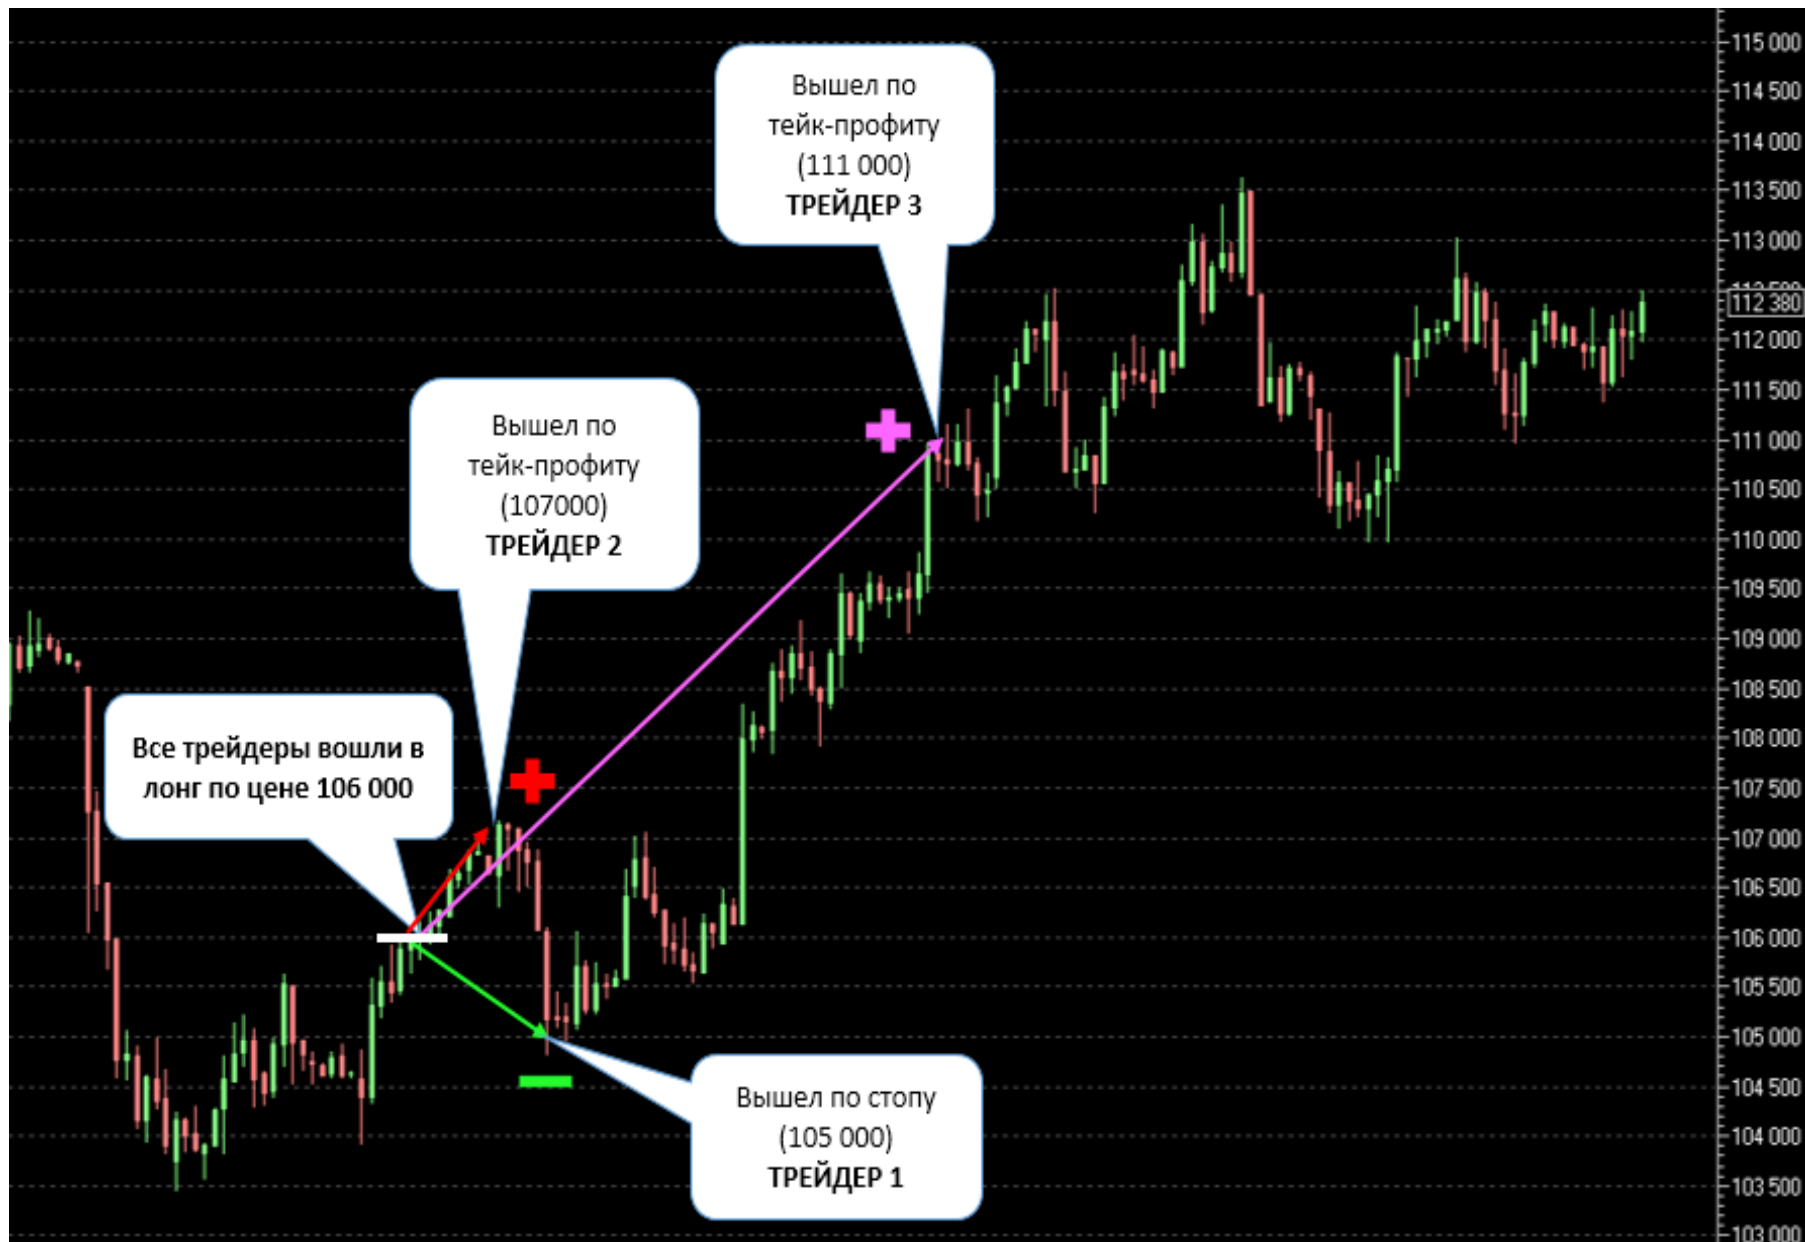 Вышел по
тейк-профиту
(111 000)
ТРЕЙДЕР 3
Вышел по
тейк-профиту
(107000)
ТРЕЙДЕР 2
Все трейдеры вошли в
лонг по цене 106 000
Вышел по стопу
(105 000)
ТРЕЙДЕР 1
115 000
114 500
114 000
113 500
113 000
112 380
112 000
111 500
111 000
110 500
110 000
109 500
109 000
108 500
108 000
107 500
107 000
106 500
106 000
105 500
105 000
104 500
104 000
103 500
103 000